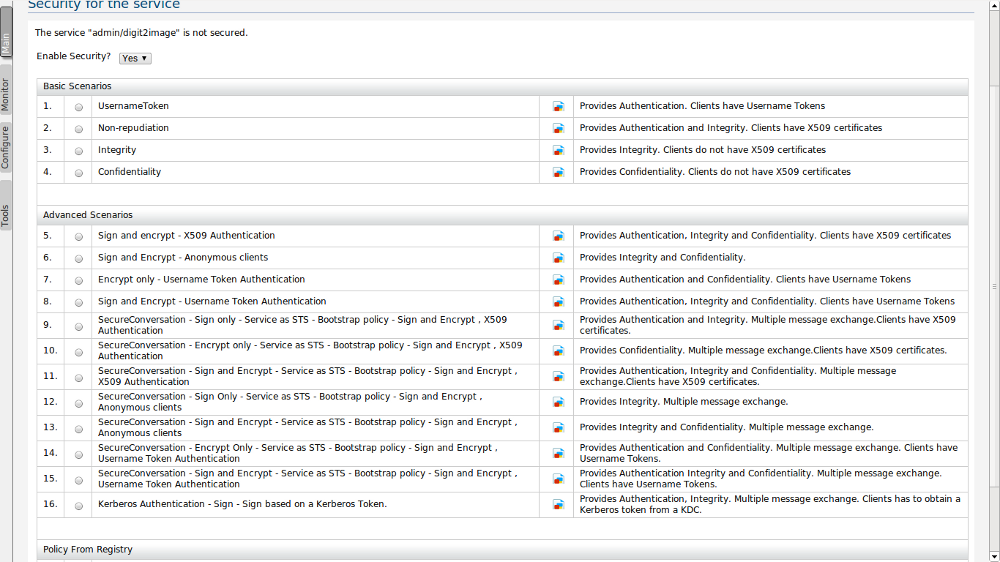 Security for the service
The service "admin/digit2image" is not secured.
Enable Security? Yes ▾
Main
Monitor
Configure
Tools
Basic Scenarios
1. UsernameToken Provides Authentication. Clients have Username Tokens
2. Non-repudiation Provides Authentication and Integrity. Clients have X509 certificates
3. Integrity Provides Integrity. Clients do not have X509 certificates
4. Confidentiality Provides Confidentiality. Clients do not have X509 certificates
Advanced Scenarios
5. Sign and encrypt - X509 Authentication Provides Authentication, Integrity and Confidentiality. Clients have X509 certificates
6. Sign and Encrypt - Anonymous clients Provides Integrity and Confidentiality.
7. Encrypt only - Username Token Authentication Provides Authentication and Confidentiality. Clients have Username Tokens
8. Sign and Encrypt - Username Token Authentication Provides Authentication, Integrity and Confidentiality. Clients have Username Tokens
9. SecureConversation - Sign only - Service as STS - Bootstrap policy - Sign and Encrypt , X509
Authentication
Provides Authentication and Integrity. Multiple message exchange.Clients have X509
certificates.
10. SecureConversation - Encrypt only - Service as STS - Bootstrap policy - Sign and Encrypt , X509
Authentication
Provides Confidentiality. Multiple message exchange.Clients have X509 certificates.
11. SecureConversation - Sign and Encrypt - Service as STS - Bootstrap policy - Sign and Encrypt ,
X509 Authentication
Provides Authentication, Integrity and Confidentiality. Multiple message
exchange.Clients have X509 certificates.
12. SecureConversation - Sign Only - Service as STS - Bootstrap policy - Sign and Encrypt ,
Anonymous clients
Provides Integrity. Multiple message exchange.
13. SecureConversation - Sign and Encrypt - Service as STS - Bootstrap policy - Sign and Encrypt ,
Anonymous clients
Provides Integrity and Confidentiality. Multiple message exchange.
14. SecureConversation - Encrypt Only - Service as STS - Bootstrap policy - Sign and Encrypt ,
Username Token Authentication
Provides Authentication and Confidentiality. Multiple message exchange. Clients have
Username Tokens.
15. SecureConversation - Sign and Encrypt - Service as STS - Bootstrap policy - Sign and Encrypt ,
Username Token Authentication
Provides Authentication Integrity and Confidentiality. Multiple message exchange.
Clients have Username Tokens.
16. Kerberos Authentication - Sign - Sign based on a Kerberos Token.
Provides Authentication, Integrity. Multiple message exchange. Clients has to obtain a
Kerberos token from a KDC.
Policy From Registry